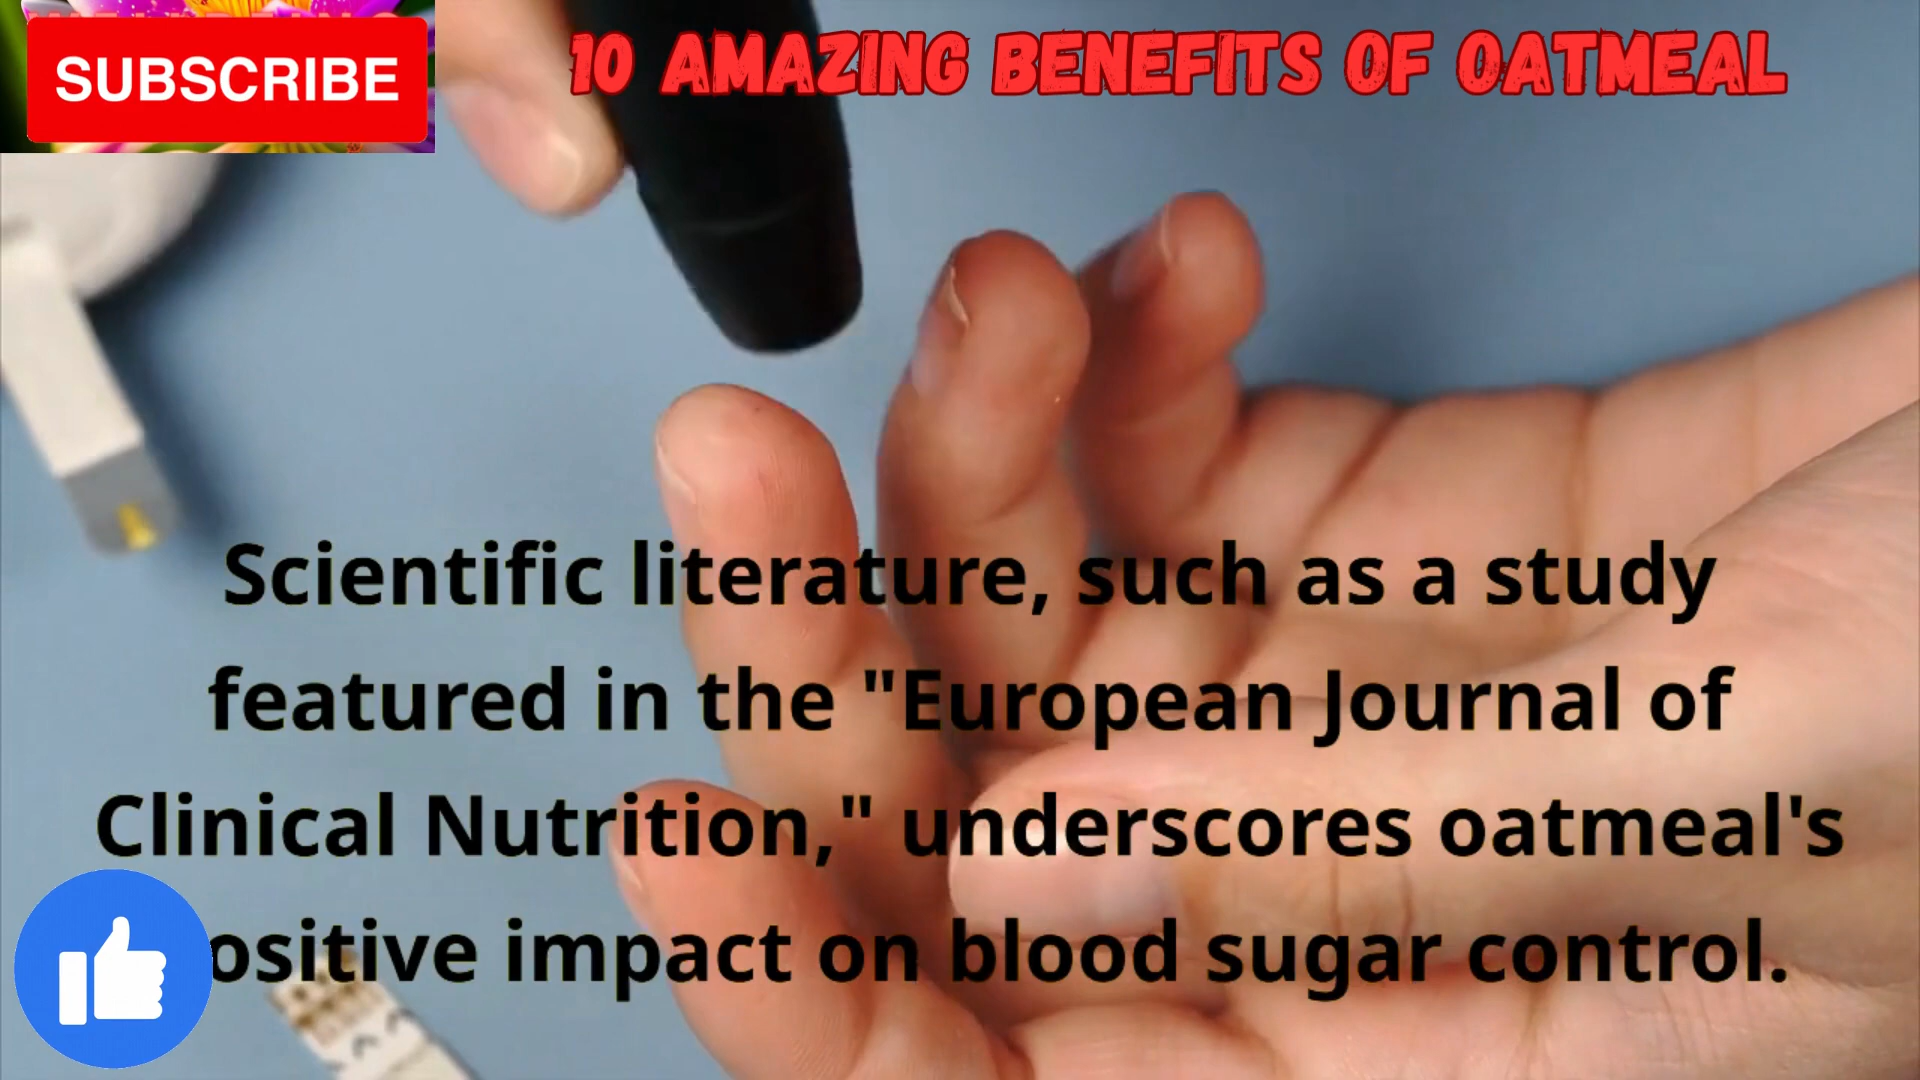 SUBSCRIBE
10 AMAZING BENEFITS OF OATMEAL
Scientific literature, such as a study
featured in the "European Journal of
Clinical Nutrition," underscores oatmeal's
ositive impact on blood sugar control.